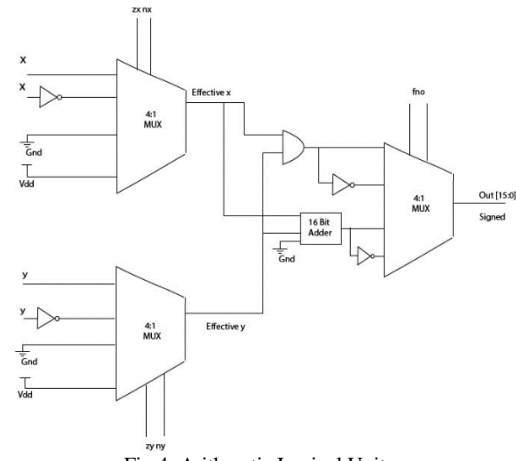 zx nx
X
X
4:1
MUX
Gnd
Vdd
Effective x
fno
4:1
MUX
Out [15:0]
Signed
16 Bit
Adder
Gnd
y
y
4:1
MUX
Gnd
Vdd
Effective y
zy ny